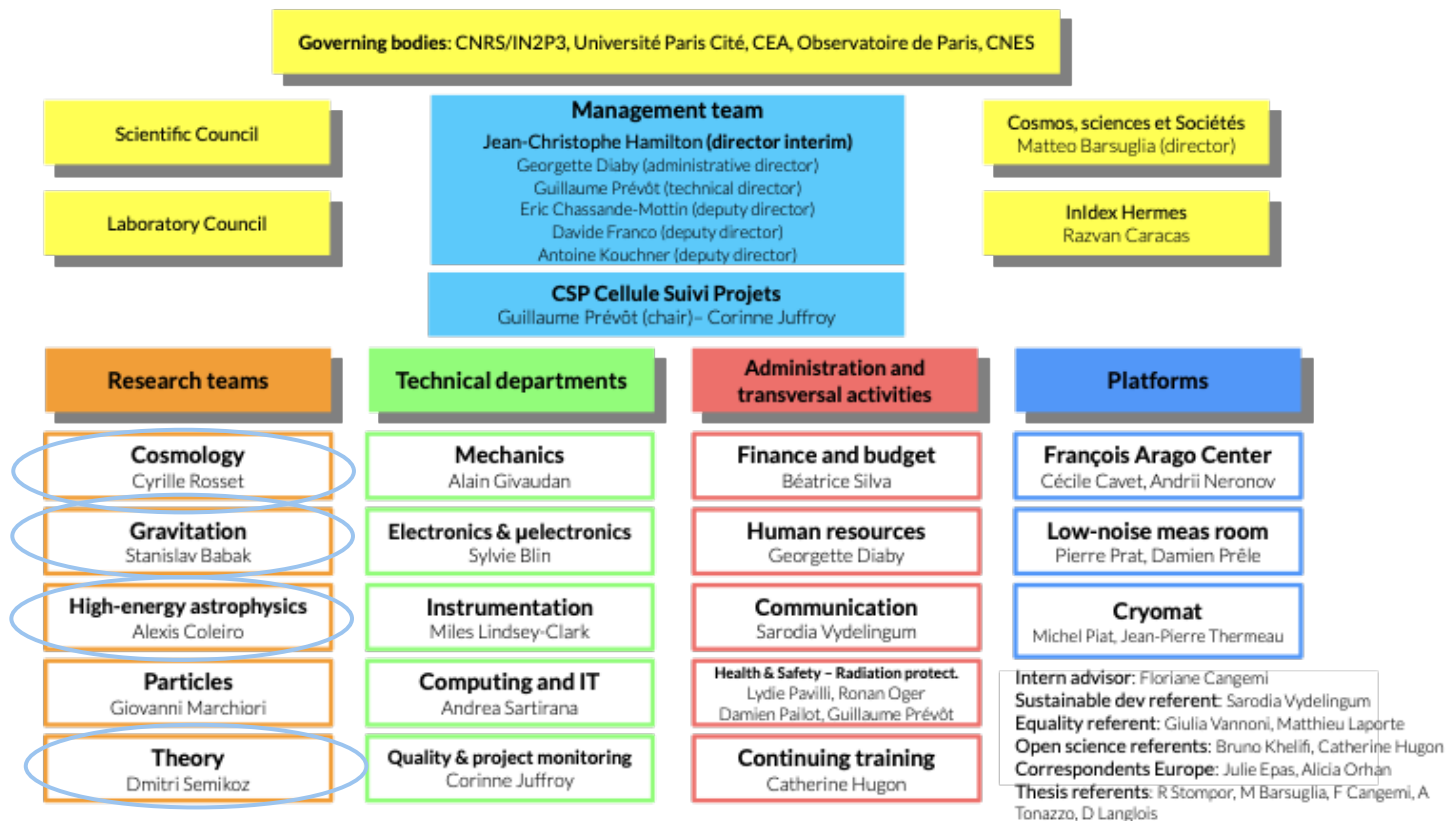 Governing bodies: CNRS/IN2P3, Université Paris Cité, CEA, Observatoire de Paris, CNES
Scientific Council
Laboratory Council
Management team
Jean-Christophe Hamilton (director interim)
Georgette Diaby (administrative director)
Guillaume Prévôt (technical director)
Eric Chassande-Mottin (deputy director)
Davide Franco (deputy director)
Antoine Kouchner (deputy director)
CSP Cellule Suivi Projets
Guillaume Prévôt (chair)– Corinne Juffroy
Cosmos, sciences et Sociétés
Matteo Barsuglia (director)
InIdex Hermes
Razvan Caracas
Research teams
Cosmology
Cyrille Rosset
Gravitation
Stanislav Babak
High-energy astrophysics
Alexis Coleiro
Particles
Giovanni Marchiori
Theory
Dmitri Semikoz
Technical departments
Mechanics
Alain Givaudan
Electronics & µelectronics
Sylvie Blin
Instrumentation
Miles Lindsey-Clark
Computing and IT
Andrea Sartirana
Quality & project monitoring
Corinne Juffroy
Administration and
transversal activities
Finance and budget
Béatrice Silva
Human resources
Georgette Diaby
Communication
Sarodia Vydelingum
Health & Safety – Radiation protect.
Lydie Pavilli, Ronan Oger
Damien Pailot, Guillaume Prévôt
Continuing training
Catherine Hugon
Platforms
François Arago Center
Cécile Cavet, Andrii Neronov
Low-noise meas room
Pierre Prat, Damien Prêle
Cryomat
Michel Piat, Jean-Pierre Thermeau
Intern advisor: Floriane Cangemi
Sustainable dev referent: Sarodia Vydelingum
Equality referent: Giulia Vannoni, Matthieu Laporte
Open science referents: Bruno Khelifi, Catherine Hugon
Correspondents Europe: Julie Epas, Alicia Orhan
Thesis referents: R Stompor, M Barsuglia, F Cangemi, A
Tonazzo, D Langlois